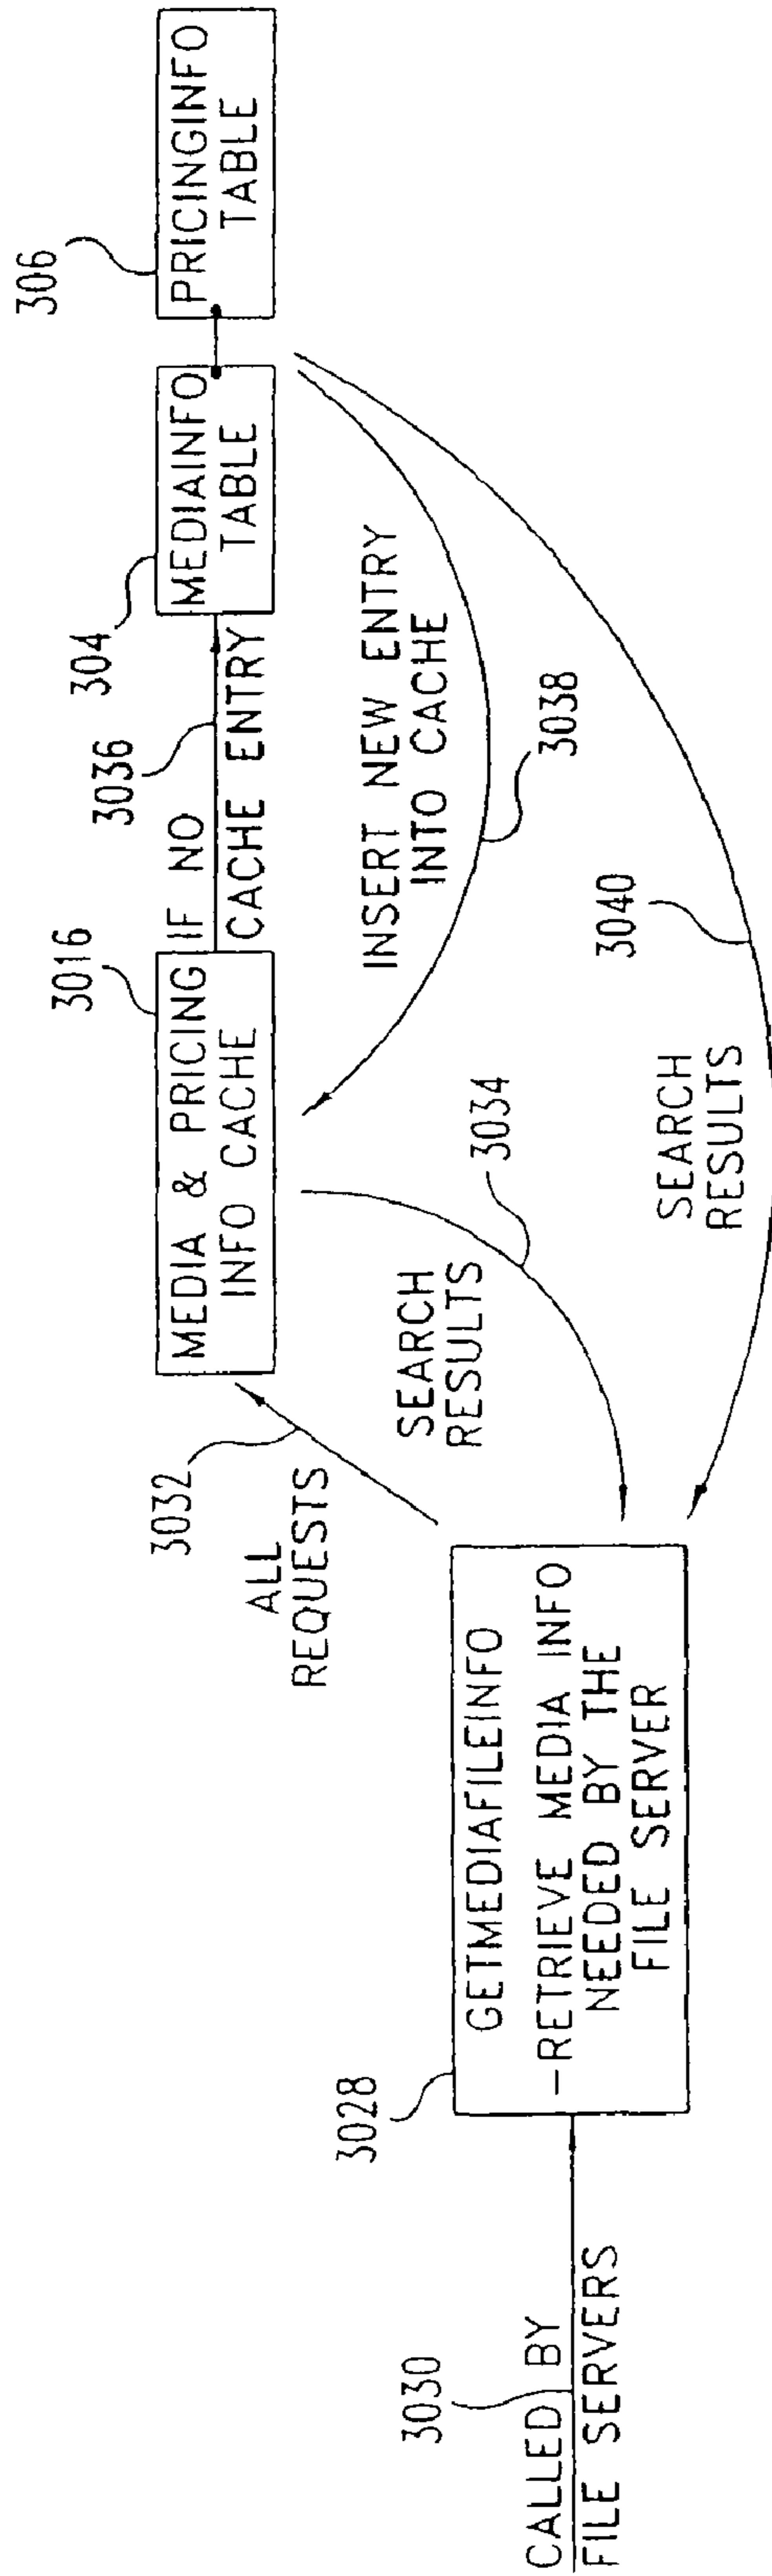 306
PRICINGINFO
TABLE
304
MEDIAINFO
TABLE
3036
IF NO
CACHE ENTRY
3016
MEDIA & PRICING
INFO CACHE
INSERT NEW ENTRY
INTO CACHE
3038
3040
SEARCH
RESULTS
3034
SEARCH
RESULTS
3032
ALL
REQUESTS
3028
GETMEDIAFILEINFO
-RETRIEVE MEDIA INFO
NEEDED BY THE
FILE SERVER
3030
CALLED BY
FILE SERVERS